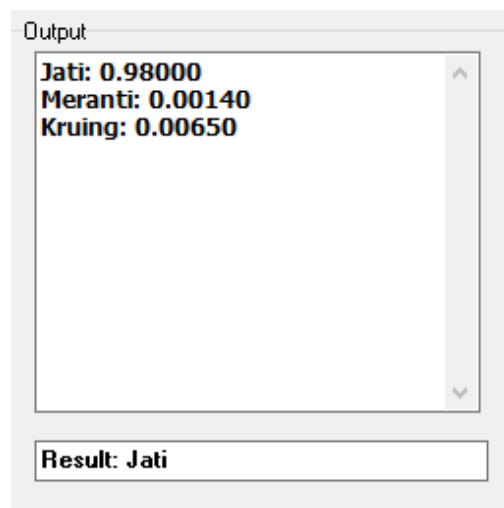 Output
Jati: 0.98000
Meranti: 0.00140
Kruing: 0.00650
Result: Jati